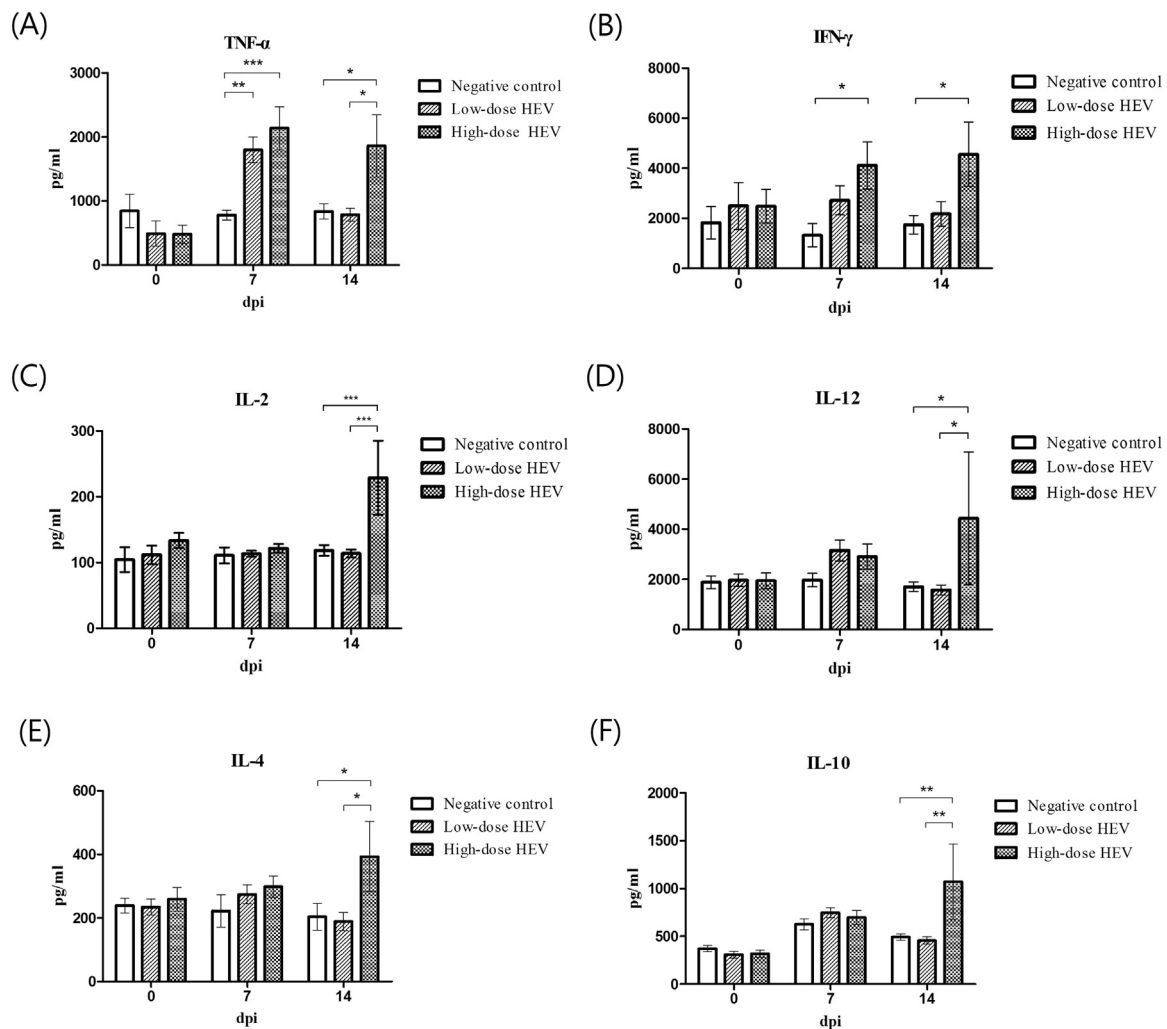 (A)
TNF-α
3000
2000
1000
0
pg/ml
***
**
*
*
0 7 14
dpi
Negative control
Low-dose HEV
High-dose HEV
(B)
IFN-γ
8000
6000
4000
2000
0
pg/ml
*
*
0 7 14
dpi
Negative control
Low-dose HEV
High-dose HEV
(C)
IL-2
300
200
100
0
pg/ml
***
***
0 7 14
dpi
Negative control
Low-dose HEV
High-dose HEV
(D)
IL-12
8000
6000
4000
2000
0
pg/ml
*
*
0 7 14
dpi
Negative control
Low-dose HEV
High-dose HEV
(E)
IL-4
600
400
200
0
pg/ml
*
*
0 7 14
dpi
Negative control
Low-dose HEV
High-dose HEV
(F)
IL-10
2000
1500
1000
500
0
pg/ml
**
**
0 7 14
dpi
Negative control
Low-dose HEV
High-dose HEV